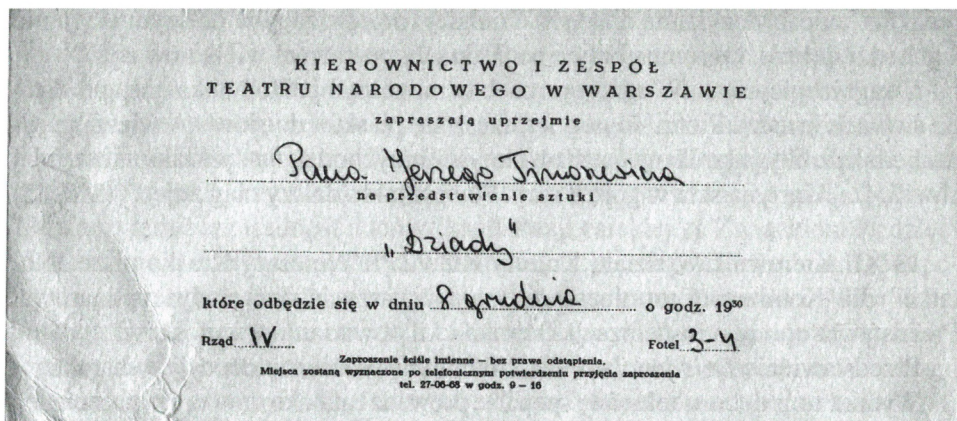 KIEROWNICTWO I ZESPÓŁ
TEATRU NARODOWEGO W WARSZAWIE
zapraszają uprzejmie
Pana Jerzego Timoszewicza
na przedstawienie sztuki
„Dziady"
które odbędzie się w dniu 8 grudnia o godz. 19³⁰
Rząd IV Fotel 3-4
Zaproszenie ściśle imienne – bez prawa odstąpienia.
Miejsca zostaną wyznaczone po telefonicznym potwierdzeniu przyjęcia zaproszenia
tel. 27-06-68 w godz. 9 – 16